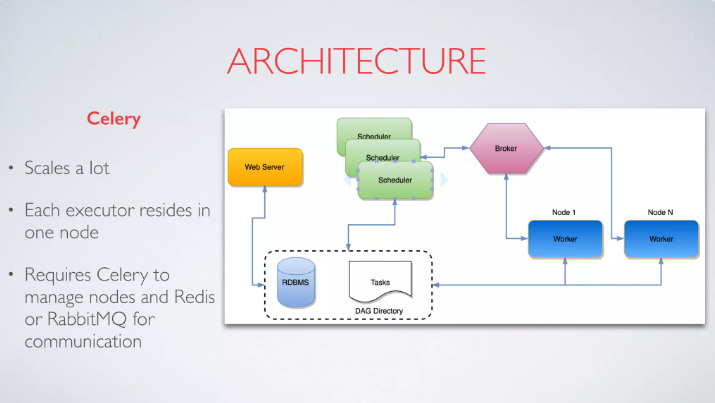 ARCHITECTURE
Celery
• Scales a lot
• Each executor resides in
one node
• Requires Celery to
manage nodes and Redis
or RabbitMQ for
communication
Web Server
Scheduler
Scheduler
Scheduler
Broker
Node 1
Node N
Worker
Worker
RDBMS
Tasks
DAG Directory